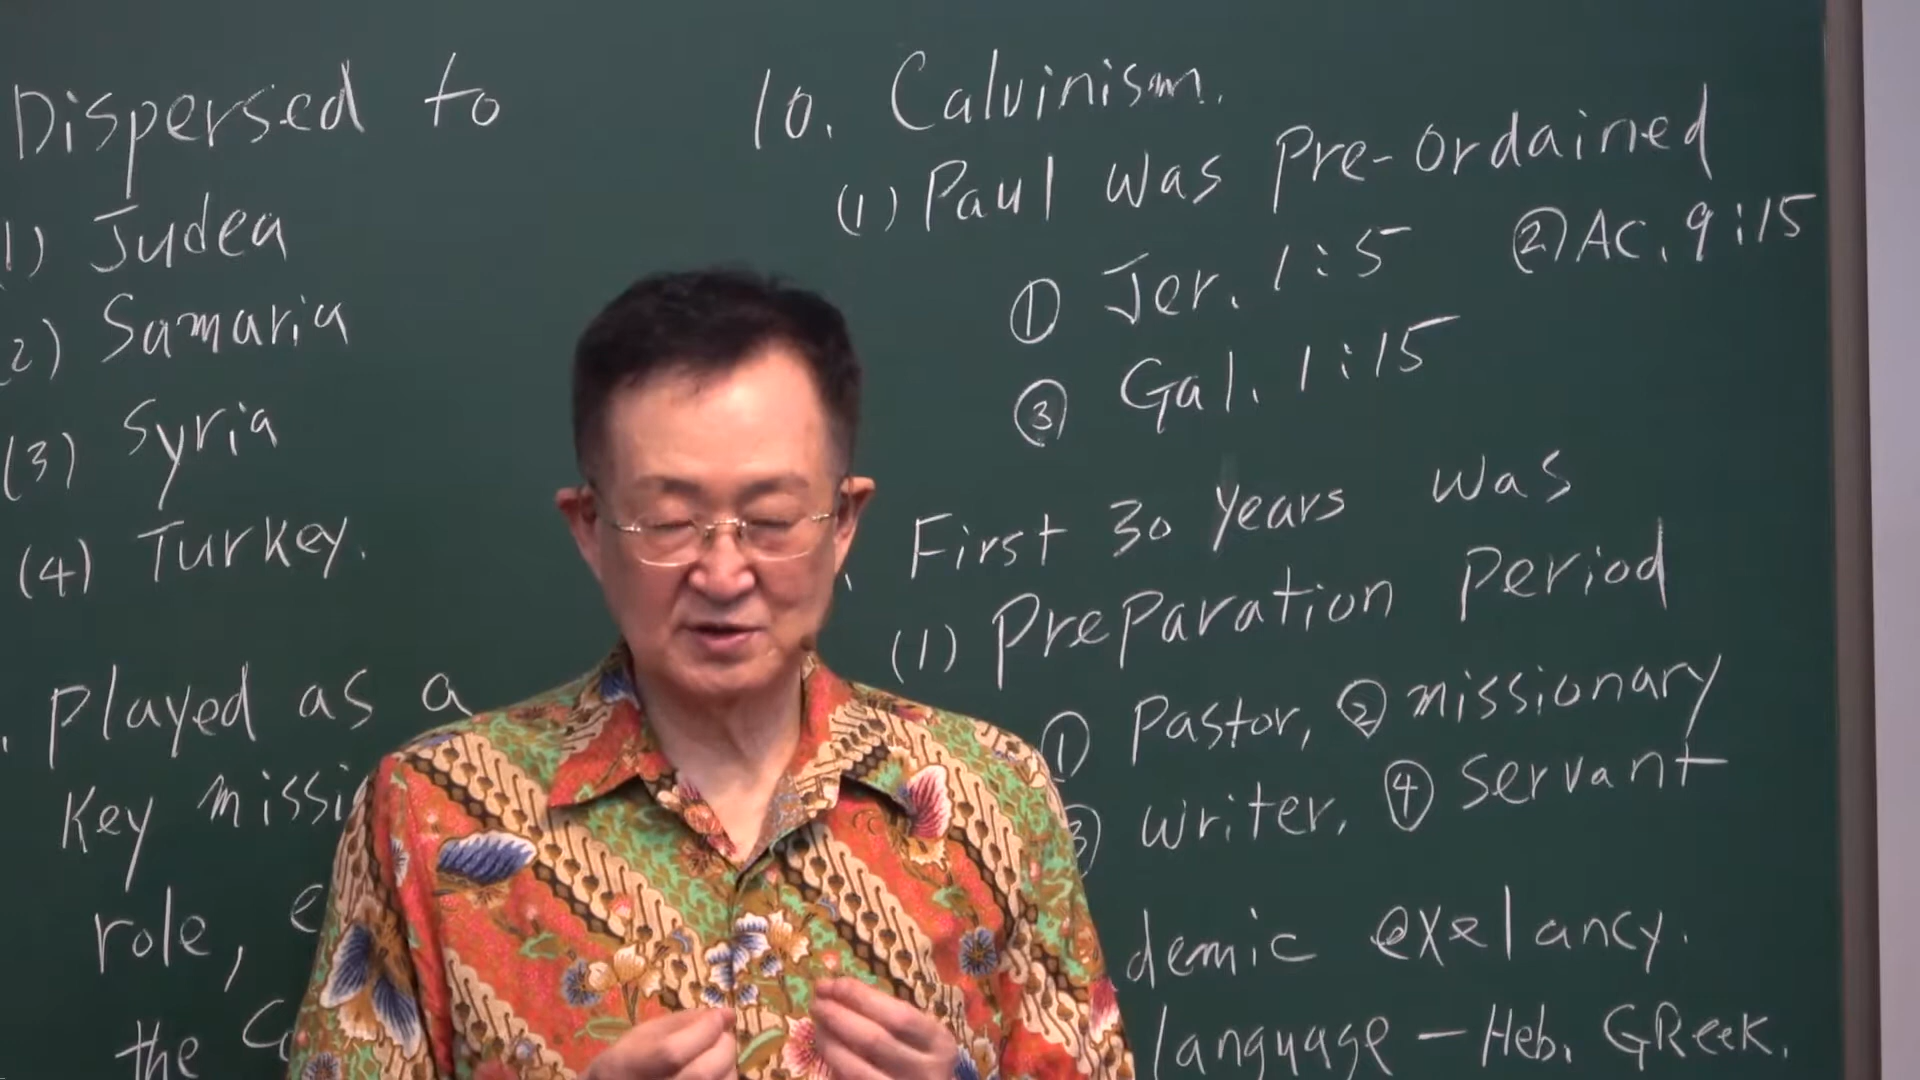 Dispersed to
1) Judea
2) Samaria
(3) Syria
(4) Turkey.
. played as a
Key missi
role, e
the
10. Calvinism.
(1) Paul was pre-ordained
① Jer. 1:5 ② AC. 9:15
③ Gal. 1:15
. First 30 years was
(1) Preparation period
① Pastor, ② missionary
3) writer, ④ servant
demic exelancy.
language - Heb. GReek.